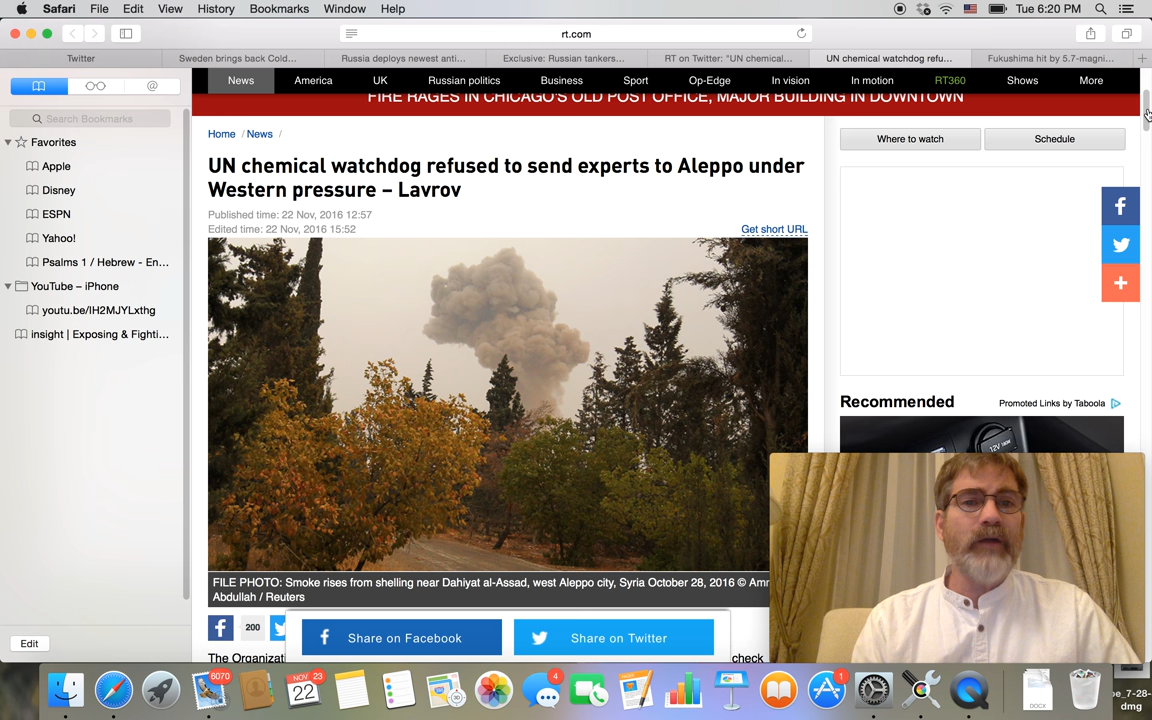 Safari File Edit View History Bookmarks Window Help
Tue 6:20 PM
rt.com
Twitter
Sweden brings back Cold...
Russia deploys newest anti...
Exclusive: Russian tankers...
RT on Twitter: "UN chemical...
UN chemical watchdog refu...
Fukushima hit by 5.7-magni...
Search Bookmarks
Favorites
Apple
Disney
ESPN
Yahoo!
Psalms 1 / Hebrew - En...
YouTube – iPhone
youtu.be/lH2MJYLxthg
insight | Exposing & Fighti...
Edit
News America UK Russian politics Business Sport Op-Edge In vision In motion RT360 Shows More
FIRE RAGES IN CHICAGO'S OLD POST OFFICE, MAJOR BUILDING IN DOWNTOWN
Home / News /
UN chemical watchdog refused to send experts to Aleppo under
Western pressure – Lavrov
Published time: 22 Nov, 2016 12:57
Edited time: 22 Nov, 2016 15:52
Get short URL
FILE PHOTO: Smoke rises from shelling near Dahiyat al-Assad, west Aleppo city, Syria October 28, 2016 © Amr
Abdullah / Reuters
200
Share on Facebook
Share on Twitter
The Organizat
check
Where to watch
Schedule
Recommended
Promoted Links by Taboola
12V
6070
NOV 23
22
4
1
DOCX
e_7-28-
dmg